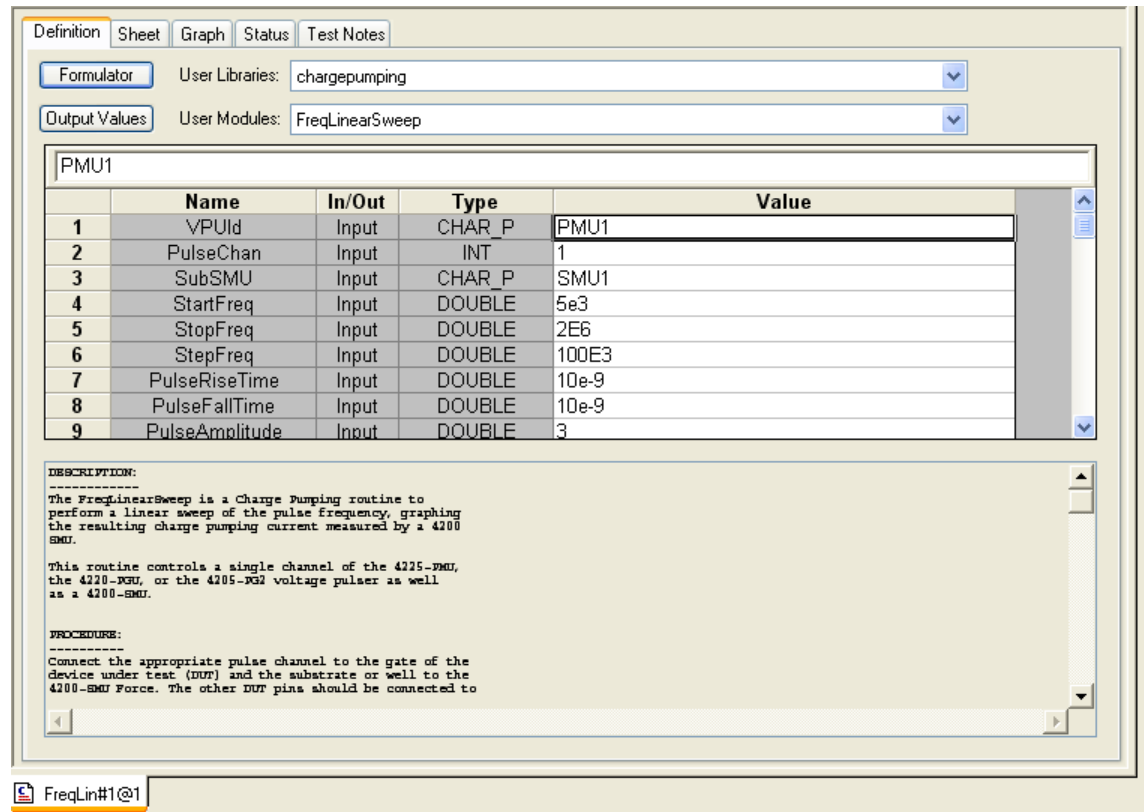 Definition Sheet Graph Status Test Notes
Formulator User Libraries: chargepumping
Output Values User Modules: FreqLinearSweep
PMU1
Name In/Out Type Value
1 VPUId Input CHAR_P PMU1
2 PulseChan Input INT 1
3 SubSMU Input CHAR_P SMU1
4 StartFreq Input DOUBLE 5e3
5 StopFreq Input DOUBLE 2E6
6 StepFreq Input DOUBLE 100E3
7 PulseRiseTime Input DOUBLE 10e-9
8 PulseFallTime Input DOUBLE 10e-9
9 PulseAmplitude Input DOUBLE 3
DESCRIPTION:
------------
The FreqLinearSweep is a Charge Pumping routine to
perform a linear sweep of the pulse frequency, graphing
the resulting charge pumping current measured by a 4200
SMU.
This routine controls a single channel of the 4225-PMU,
the 4220-PGU, or the 4205-PG2 voltage pulser as well
as a 4200-SMU.
PROCEDURE:
----------
Connect the appropriate pulse channel to the gate of the
device under test (DUT) and the substrate or well to the
4200-SMU Force. The other DUT pins should be connected to
FreqLin#1@1